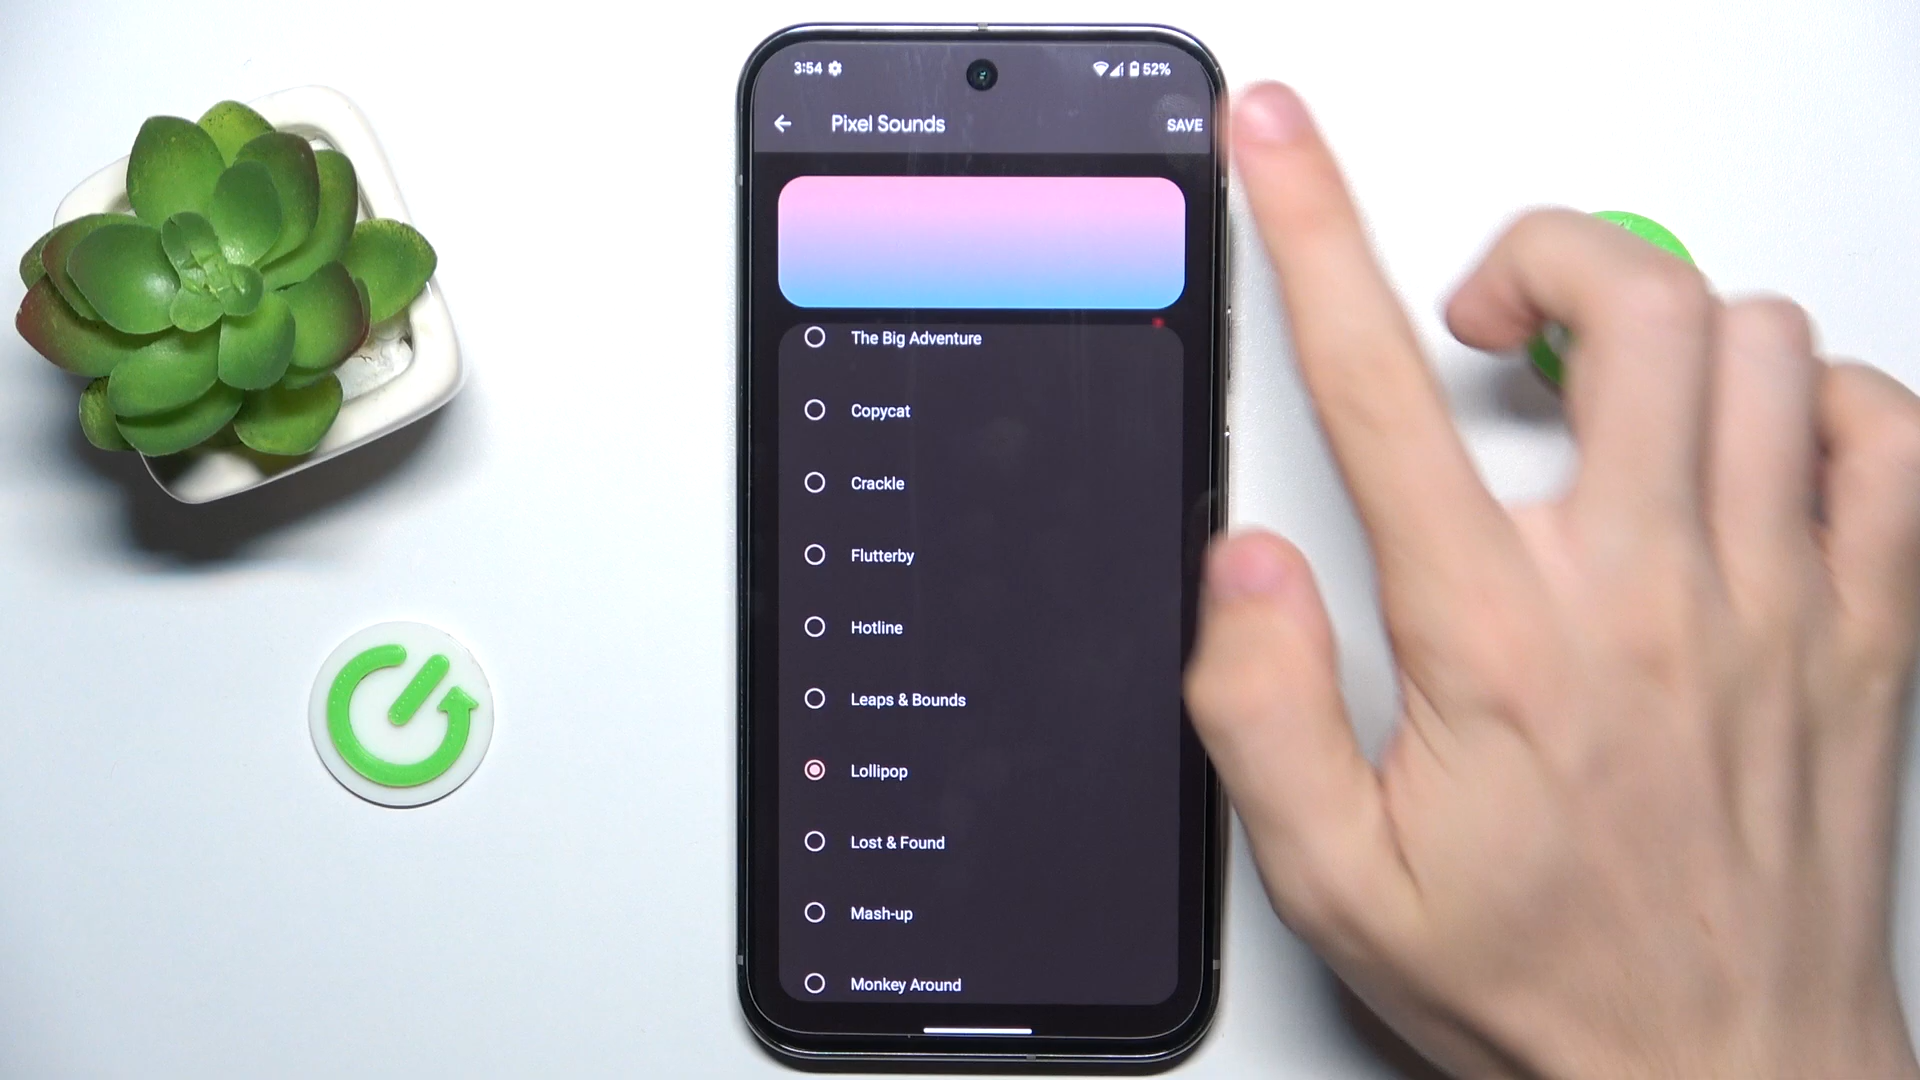 3:54 52%
Pixel Sounds SAVE
The Big Adventure
Copycat
Crackle
Flutterby
Hotline
Leaps & Bounds
Lollipop
Lost & Found
Mash-up
Monkey Around